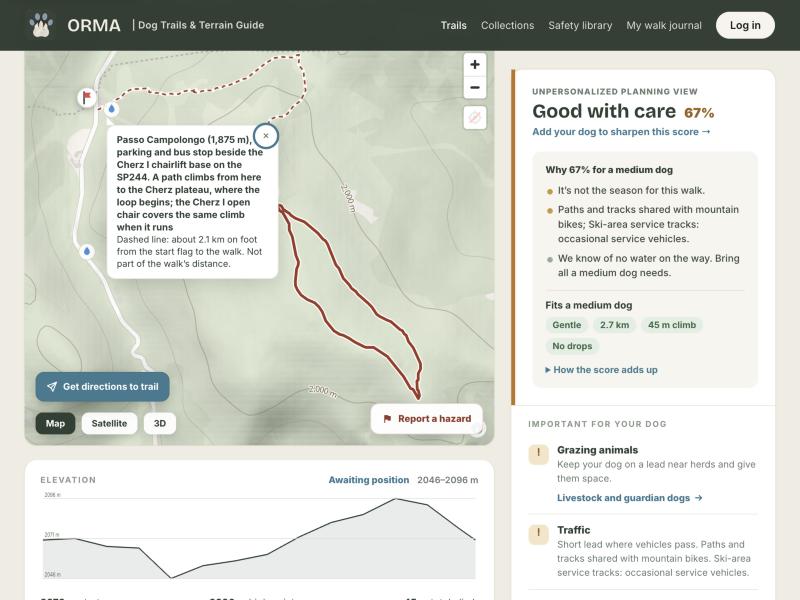 ORMA
Dog Trails & Terrain Guide
Trails
Collections
Safety library
My walk journal
Log in
+
−
Passo Campolongo (1,875 m),
parking and bus stop beside the
Cherz I chairlift base on the
SP244. A path climbs from here
to the Cherz plateau, where the
loop begins; the Cherz I open
chair covers the same climb
when it runs
Dashed line: about 2.1 km on foot
from the start flag to the walk. Not
part of the walk's distance.
×
2,000 m
2,000 m
Get directions to trail
Map
Satellite
3D
Report a hazard
ELEVATION
Awaiting position
2046–2096 m
2096 m
2071 m
2046 m
UNPERSONALIZED PLANNING VIEW
Good with care 67%
Add your dog to sharpen this score →
Why 67% for a medium dog
It's not the season for this walk.
Paths and tracks shared with mountain
bikes; Ski-area service tracks:
occasional service vehicles.
We know of no water on the way. Bring
all a medium dog needs.
Fits a medium dog
Gentle
2.7 km
45 m climb
No drops
How the score adds up
IMPORTANT FOR YOUR DOG
!
Grazing animals
Keep your dog on a lead near herds and give
them space.
Livestock and guardian dogs →
!
Traffic
Short lead where vehicles pass. Paths and
tracks shared with mountain bikes. Ski-area
service tracks: occasional service vehicles.